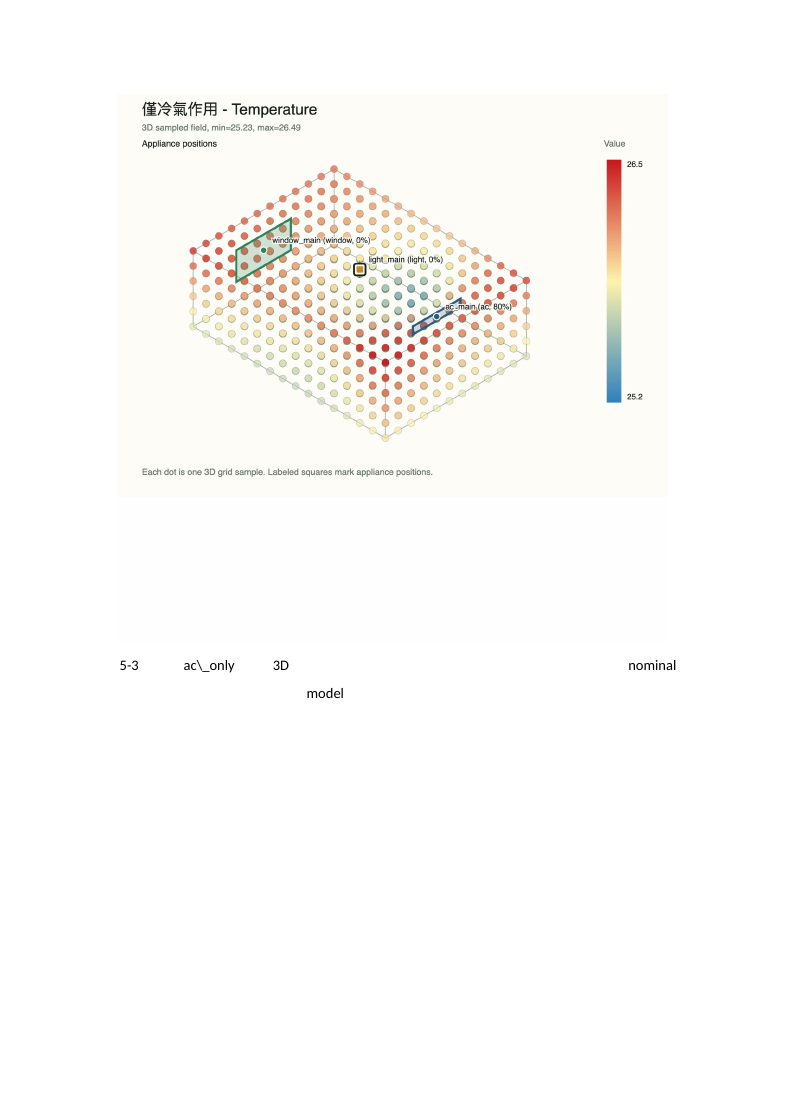 僅冷氣作用 - Temperature
3D sampled field, min=25.23, max=26.49
Appliance positions
Value
26.5
window_main (window, 0%)
light_main (light, 0%)
ac_main (ac, 80%)
25.2
Each dot is one 3D grid sample. Labeled squares mark appliance positions.
5-3 ac\_only 3D nominal
model